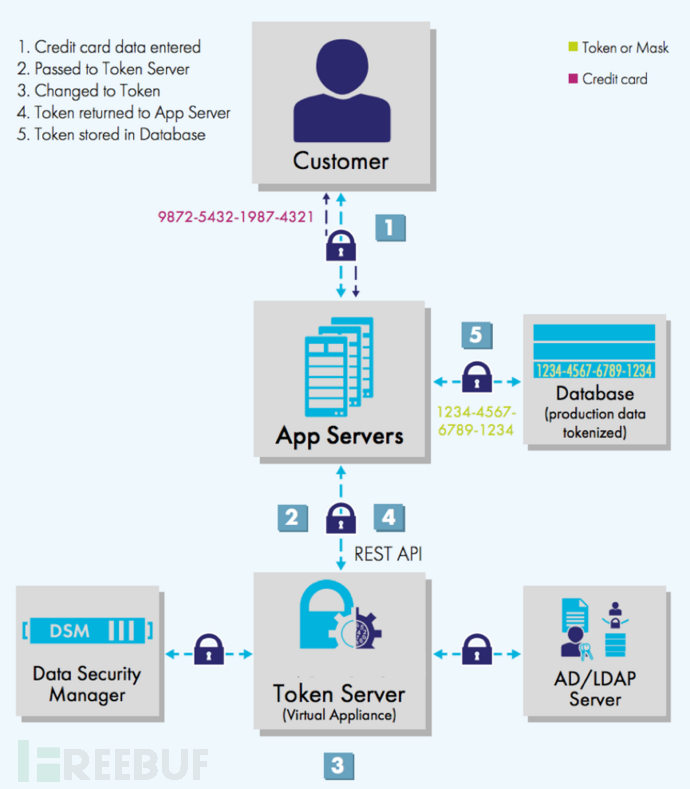 1. Credit card data entered
2. Passed to Token Server
3. Changed to Token
4. Token returned to App Server
5. Token stored in Database
Token or Mask
Credit card
Customer
9872-5432-1987-4321
1
App Servers
5
1234-4567-
6789-1234
1234-4567-6789-1234
Database
(production data
tokenized)
2
4
REST API
DSM
Data Security
Manager
Token Server
(Virtual Appliance)
AD/LDAP
Server
3
FREEBUF